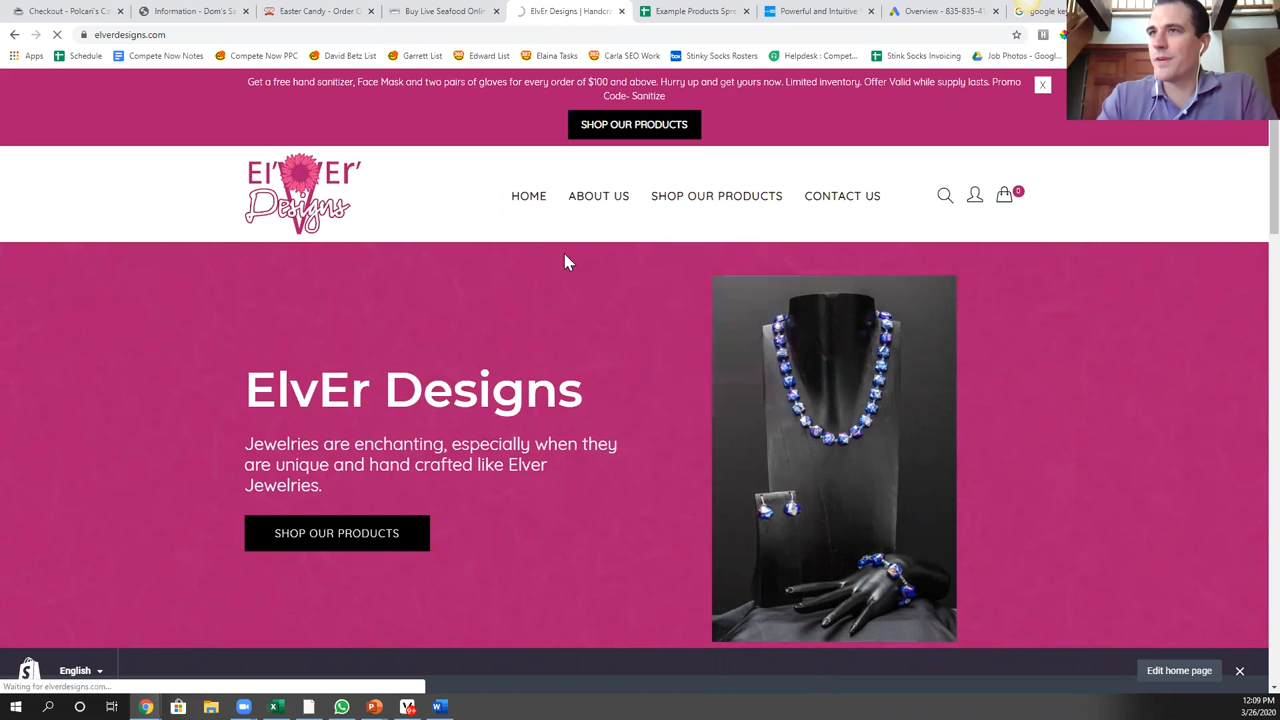 Checkout - Polcari's Co
Information - Dom's Sa
Easter Candy - Order C
Buy Live Seafood Online
ElvEr Designs | Handcra
Example Products Spre
Powerful and Intuitive
Overview - 835-835-41
google ke
elverdesigns.com
Apps
Schedule
Compete Now Notes
Compete Now PPC
David Betz List
Garrett List
Edward List
Elaina Tasks
Carla SEO Work
Stinky Socks Rosters
Helpdesk : Compet...
Stink Socks Invoicing
Job Photos - Googl...
Get a free hand sanitizer, Face Mask and two pairs of gloves for every order of $100 and above. Hurry up and get yours now. Limited inventory. Offer Valid while supply lasts. Promo
Code- Sanitize
X
SHOP OUR PRODUCTS
El' Er'
Designs
HOME
ABOUT US
SHOP OUR PRODUCTS
CONTACT US
0
ElvEr Designs
Jewelries are enchanting, especially when they
are unique and hand crafted like Elver
Jewelries.
SHOP OUR PRODUCTS
English
Edit home page
Waiting for elverdesigns.com...
12:09 PM
3/26/2020